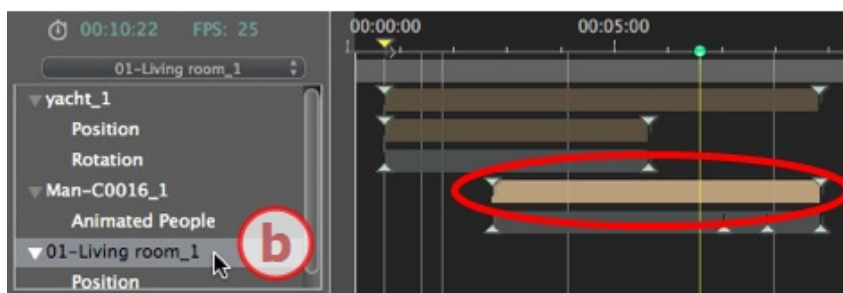 00:10:22 FPS: 25 00:00:00 00:05:00
1
01-Living room_1
yacht_1
Position
Rotation
Man-C0016_1
Animated People
01-Living room_1
Position
b